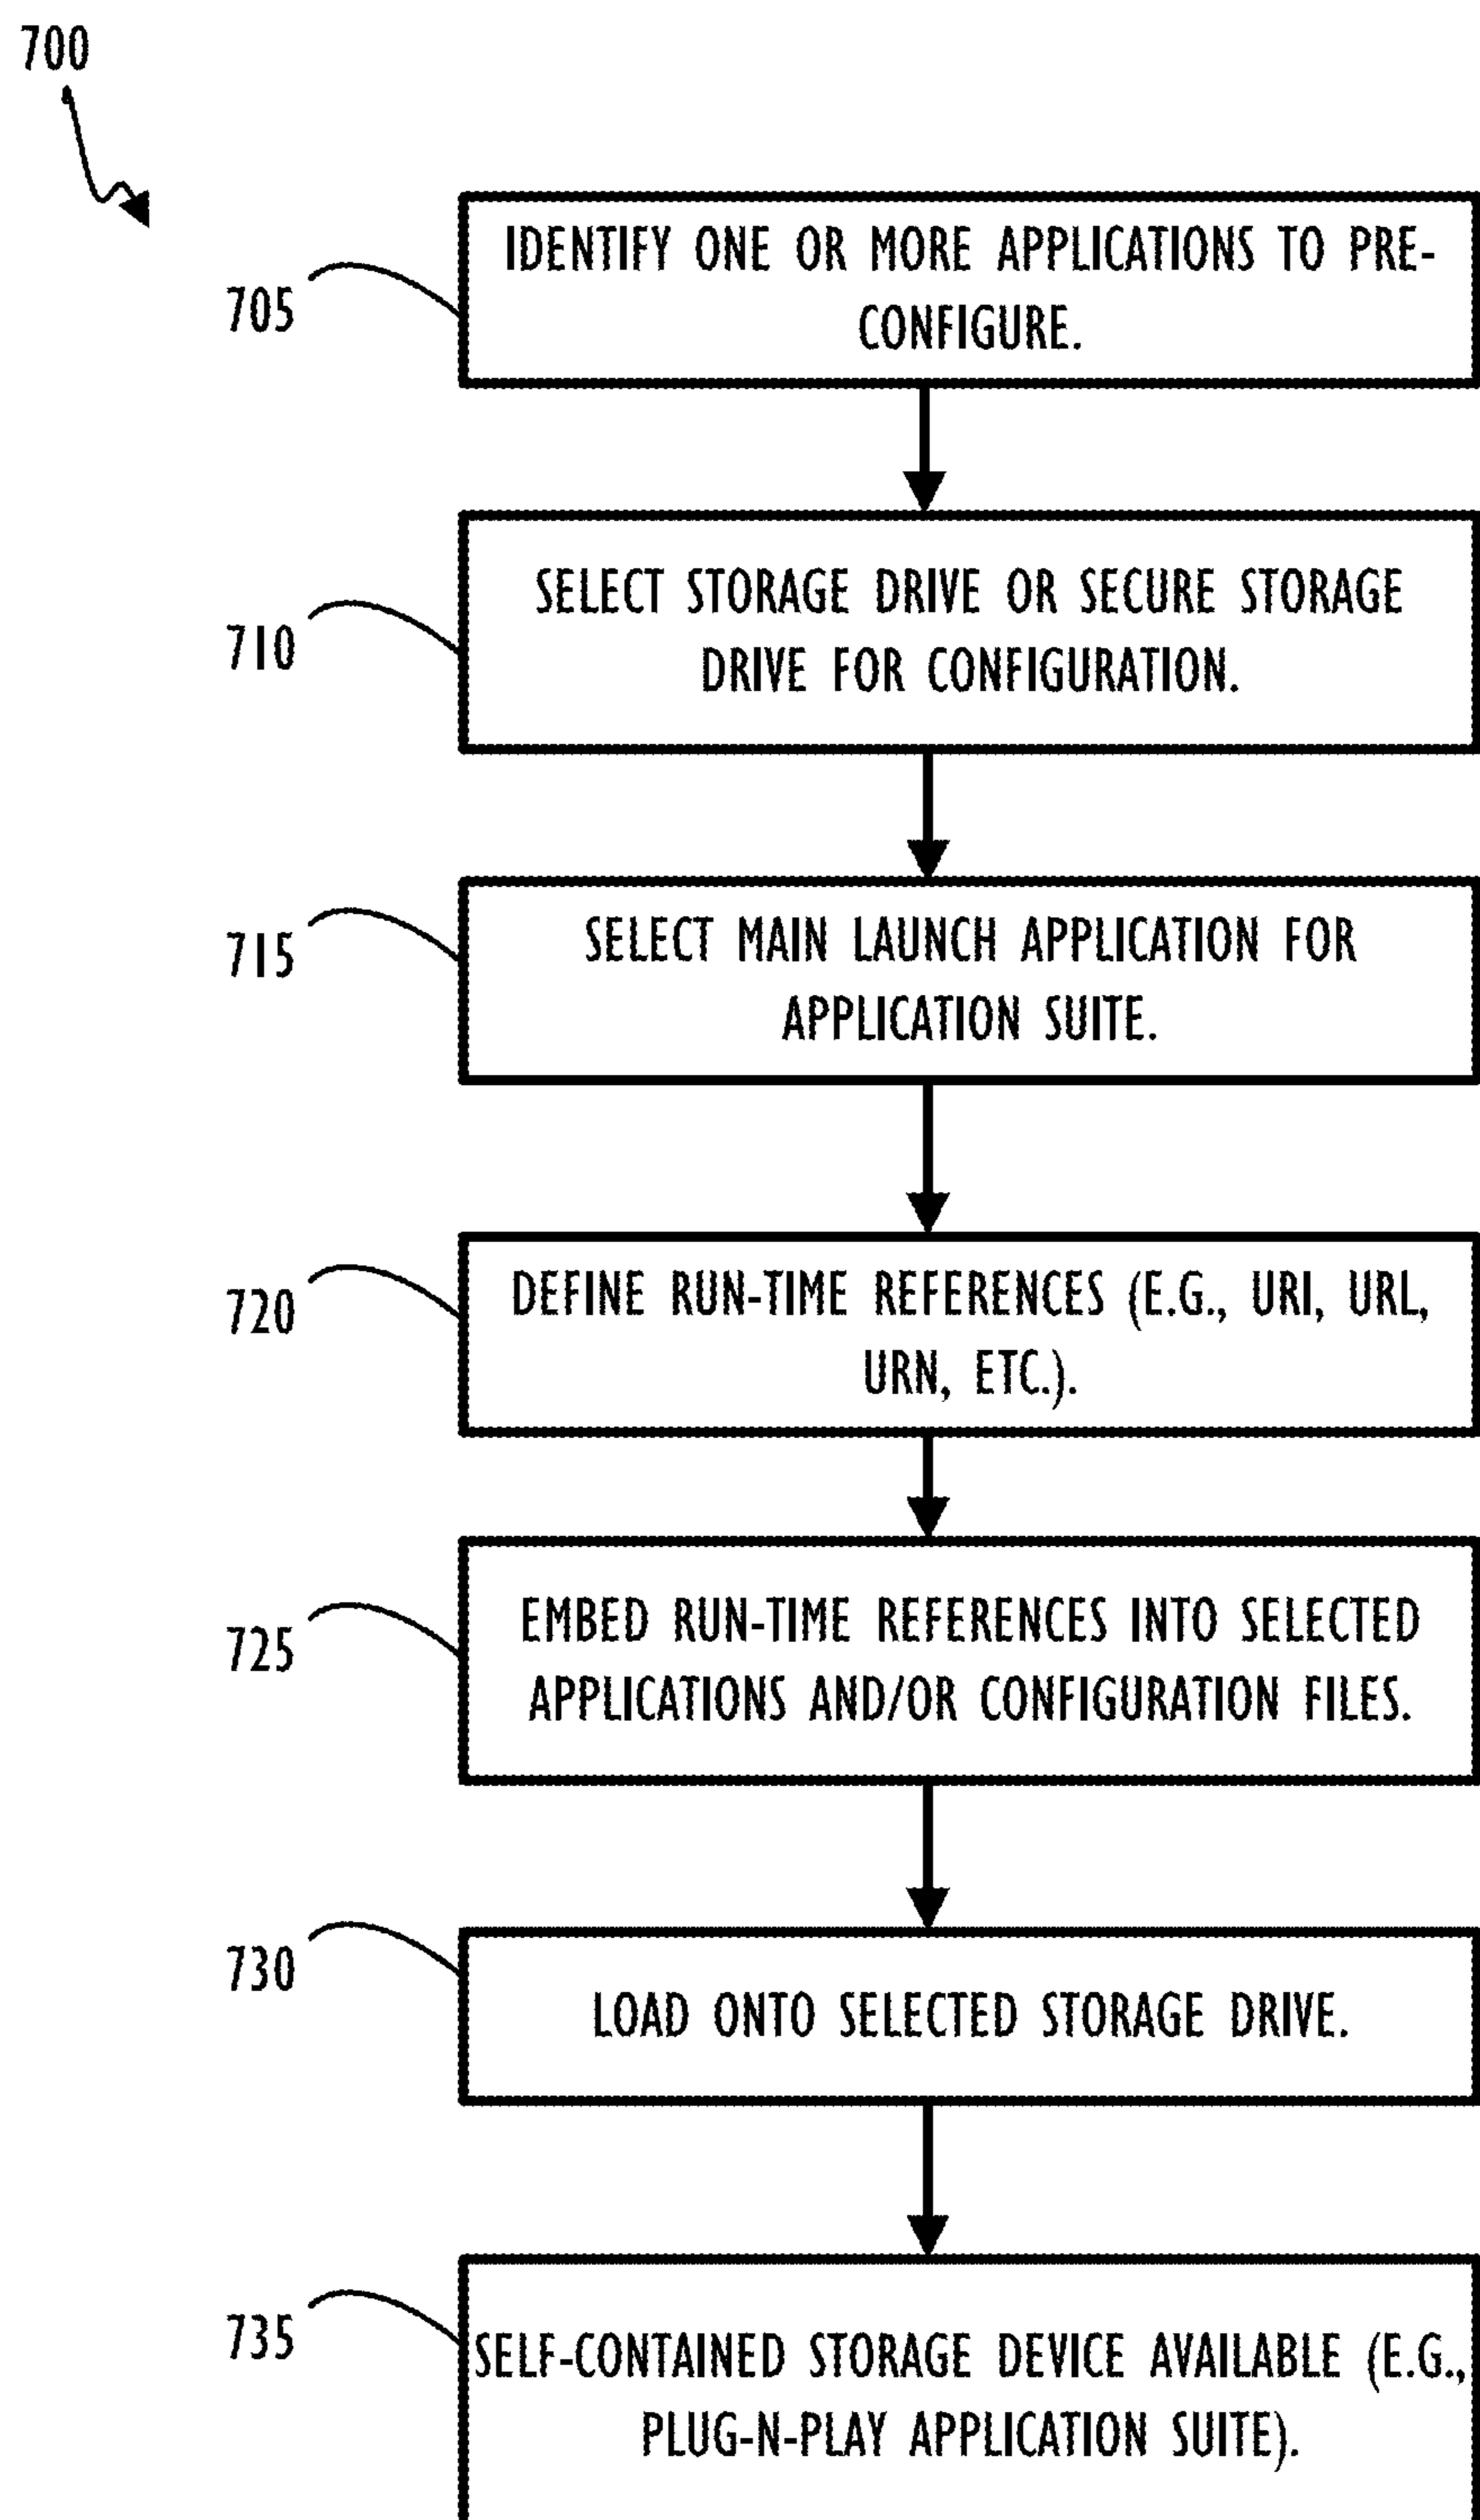 700
705
IDENTIFY ONE OR MORE APPLICATIONS TO PRE-
CONFIGURE.
710
SELECT STORAGE DRIVE OR SECURE STORAGE
DRIVE FOR CONFIGURATION.
715
SELECT MAIN LAUNCH APPLICATION FOR
APPLICATION SUITE.
720
DEFINE RUN-TIME REFERENCES (E.G., URI, URL,
URN, ETC.).
725
EMBED RUN-TIME REFERENCES INTO SELECTED
APPLICATIONS AND/OR CONFIGURATION FILES.
730
LOAD ONTO SELECTED STORAGE DRIVE.
735
SELF-CONTAINED STORAGE DEVICE AVAILABLE (E.G.,
PLUG-N-PLAY APPLICATION SUITE).